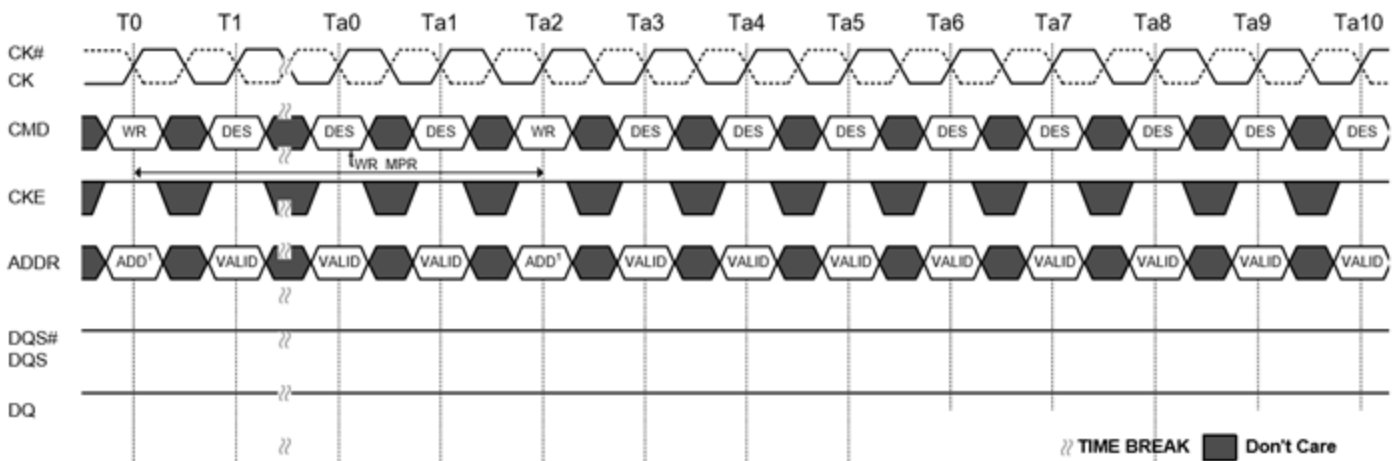 T0 T1 Ta0 Ta1 Ta2 Ta3 Ta4 Ta5 Ta6 Ta7 Ta8 Ta9 Ta10
CK#
CK
CMD WR DES DES DES WR DES DES DES DES DES DES DES DES
tWR_MPR
CKE
ADDR ADD¹ VALID VALID VALID ADD¹ VALID VALID VALID VALID VALID VALID VALID VALID
DQS#
DQS
DQ
TIME BREAK Don't Care